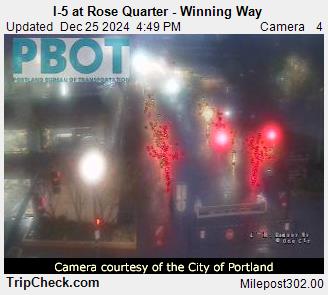 I-5 at Rose Quarter - Winning Way
Updated Dec 25 2024 4:49 PM Camera 4
PBOT
PORTLAND BUREAU OF TRANSPORTATION
Camera courtesy of the City of Portland
TripCheck.com Milepost302.00